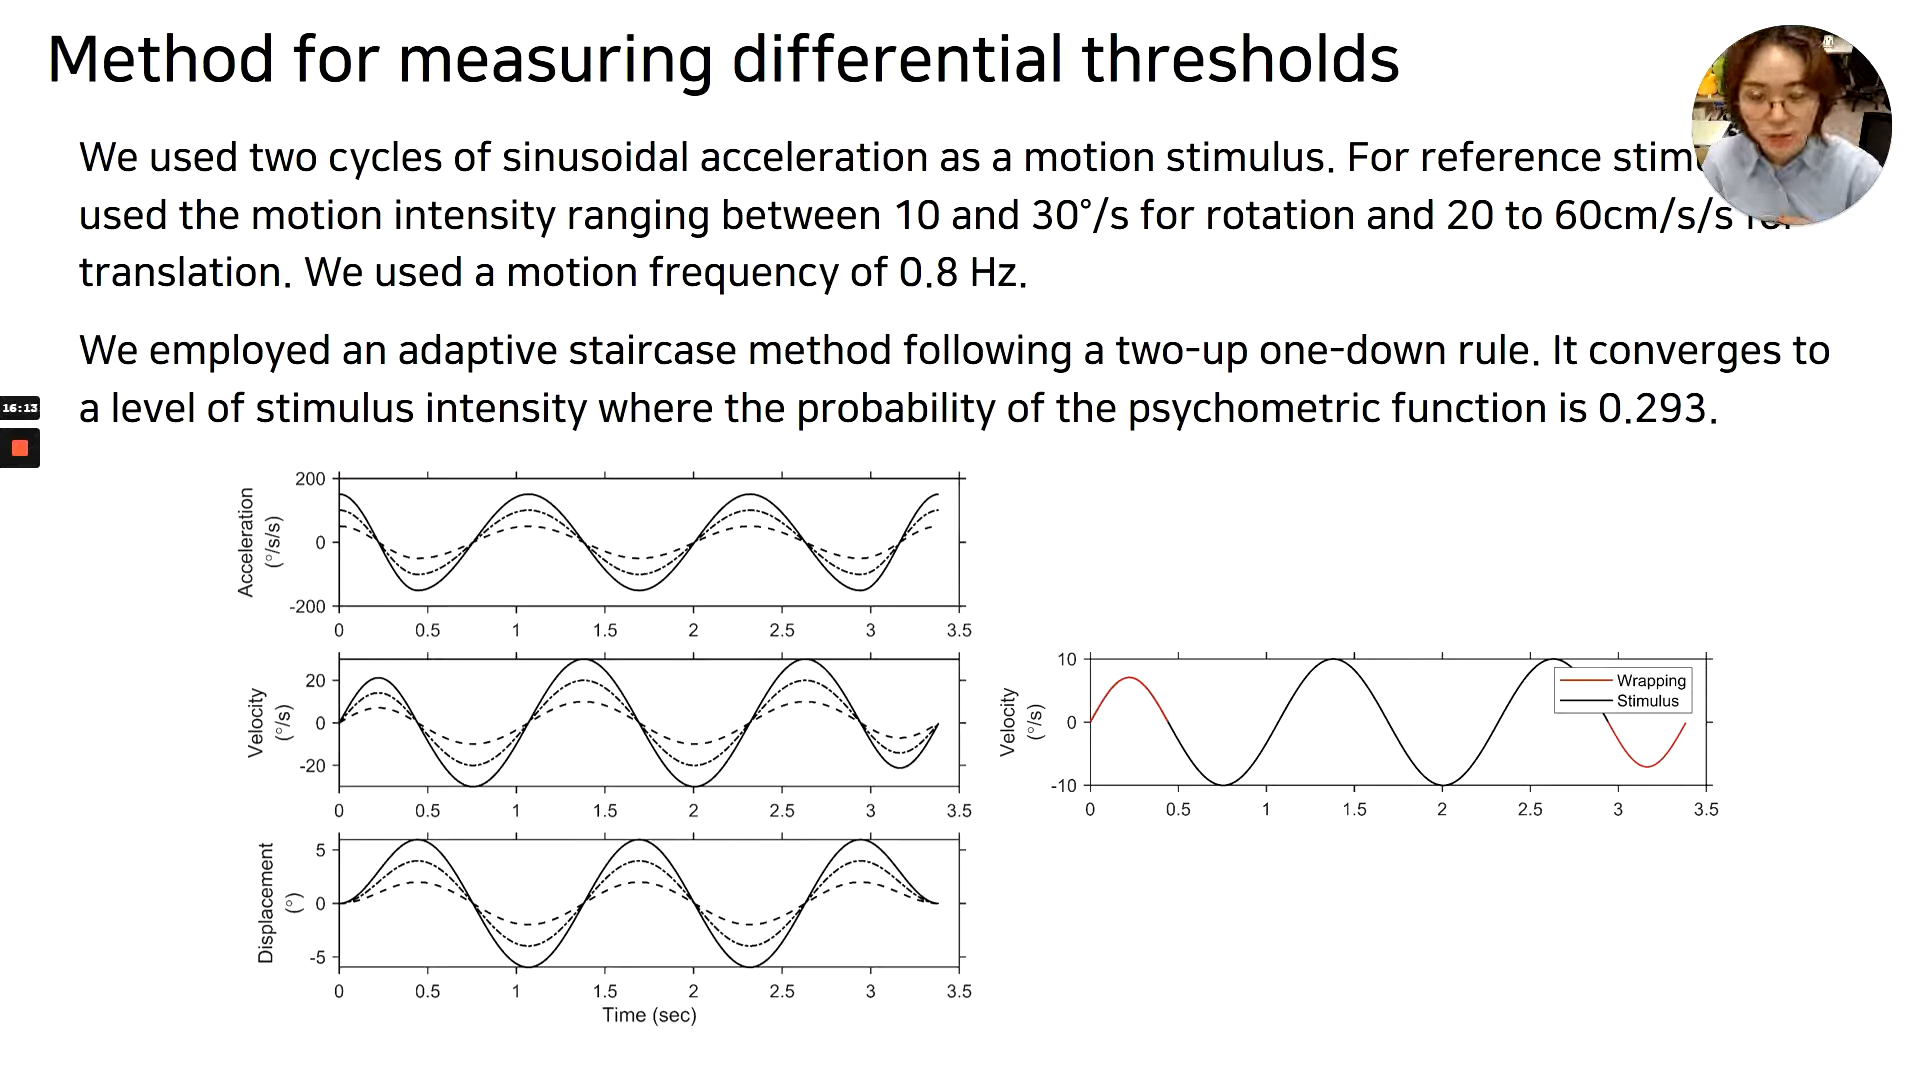 Method for measuring differential thresholds
We used two cycles of sinusoidal acceleration as a motion stimulus. For reference
used the motion intensity ranging between 10 and 30°/s for rotation and 20 to 60cm/s/s
translation. We used a motion frequency of 0.8 Hz.
We employed an adaptive staircase method following a two-up one-down rule. It converges to
a level of stimulus intensity where the probability of the psychometric function is 0.293.
16:13
Acceleration
(°/s/s)
200
0
-200
0 0.5 1 1.5 2 2.5 3 3.5
Velocity
(°/s)
20
0
-20
0 0.5 1 1.5 2 2.5 3 3.5
Displacement
(°)
5
0
-5
0 0.5 1 1.5 2 2.5 3 3.5
Time (sec)
Velocity
(°/s)
10
0
-10
Wrapping
Stimulus
0 0.5 1 1.5 2 2.5 3 3.5